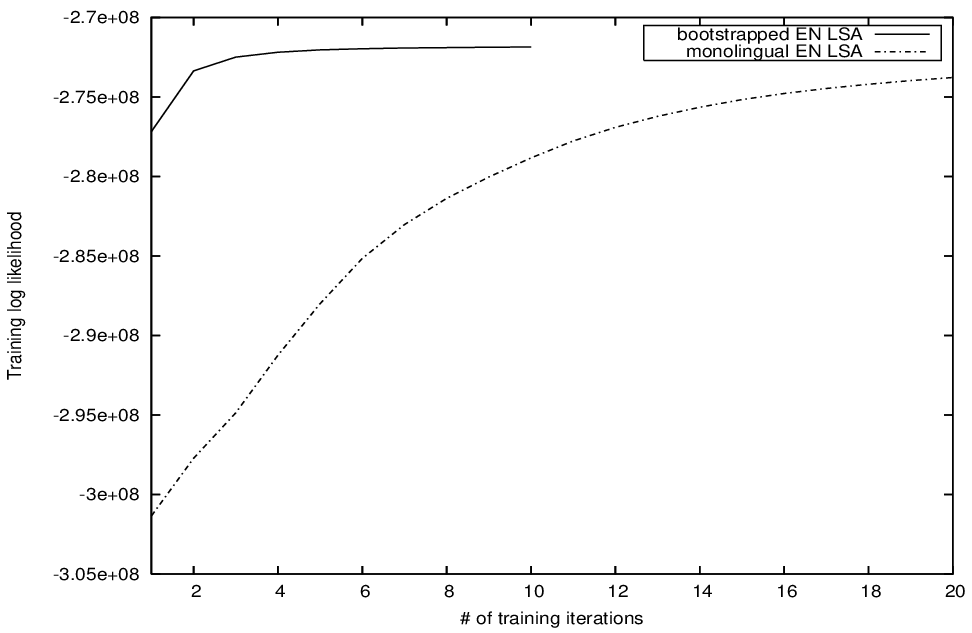 -2.7e+08
bootstrapped EN LSA
monolingual EN LSA
-2.75e+08
-2.8e+08
-2.85e+08
-2.9e+08
-2.95e+08
-3e+08
-3.05e+08
Training log likelihood
2 4 6 8 10 12 14 16 18 20
# of training iterations